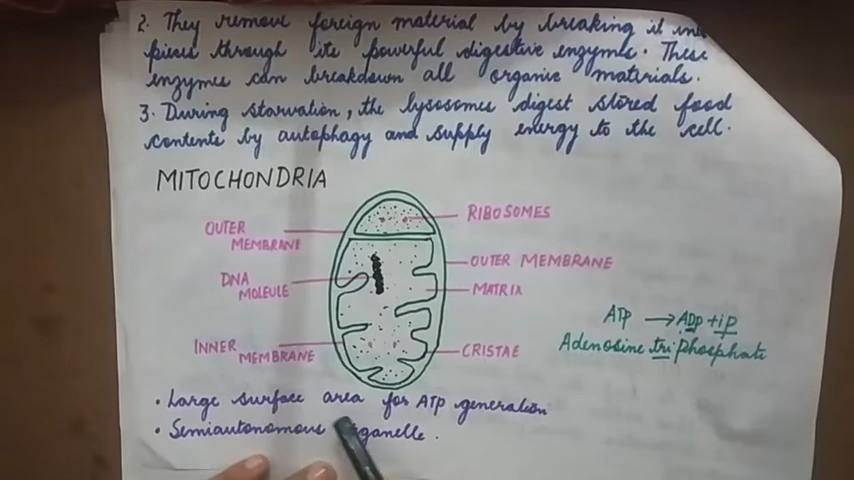 2. They remove foreign material by breaking it
pieces through its powerful digestive enzymes. These
enzymes can breakdown all organic materials.
3. During starvation, the lysosomes digest stored food
contents by autophagy and supply energy to the cell.
MITOCHONDRIA
RIBOSOMES
OUTER
MEMBRANE
OUTER MEMBRANE
DNA
MOLEULE
MATRIX
ATP → ADP + iP
Adenosine tri phosphate
INNER
MEMBRANE
CRISTAE
• Large surface area for ATP generation
• Semiautonomous